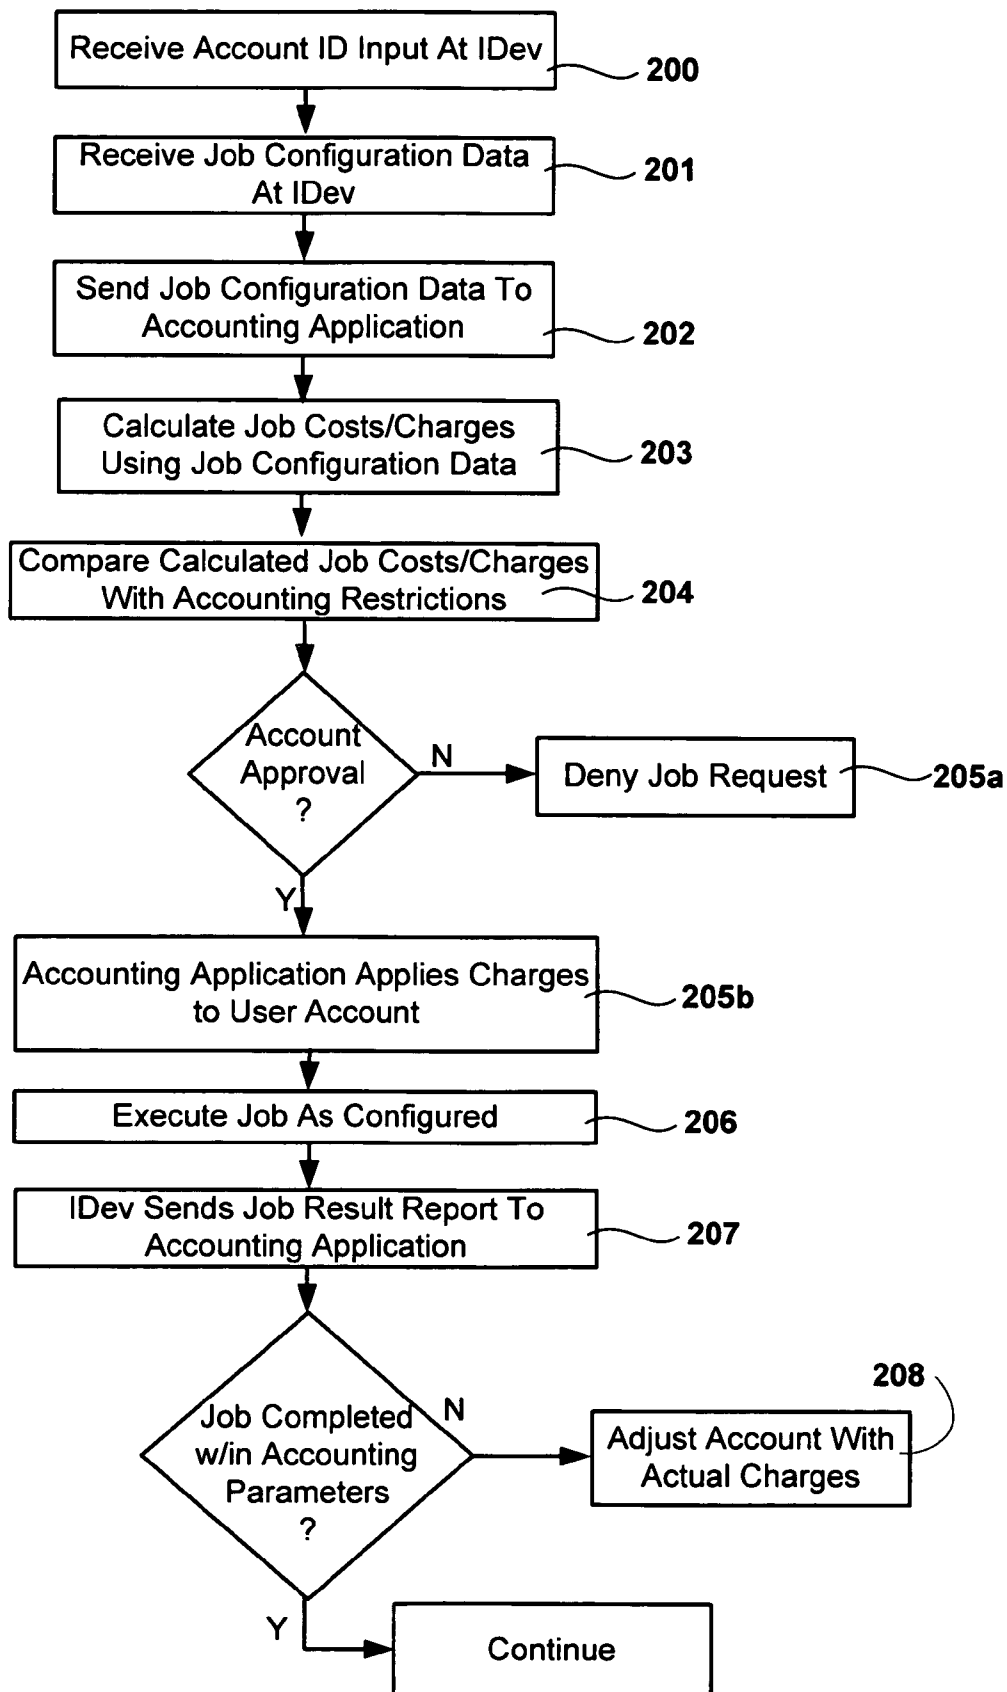 Receive Account ID Input At IDev
200
Receive Job Configuration Data
At IDev
201
Send Job Configuration Data To
Accounting Application
202
Calculate Job Costs/Charges
Using Job Configuration Data
203
Compare Calculated Job Costs/Charges
With Accounting Restrictions
204
Account
Approval
?
N
Deny Job Request
205a
Y
Accounting Application Applies Charges
to User Account
205b
Execute Job As Configured
206
IDev Sends Job Result Report To
Accounting Application
207
Job Completed
w/in Accounting
Parameters
?
N
208
Adjust Account With
Actual Charges
Y
Continue